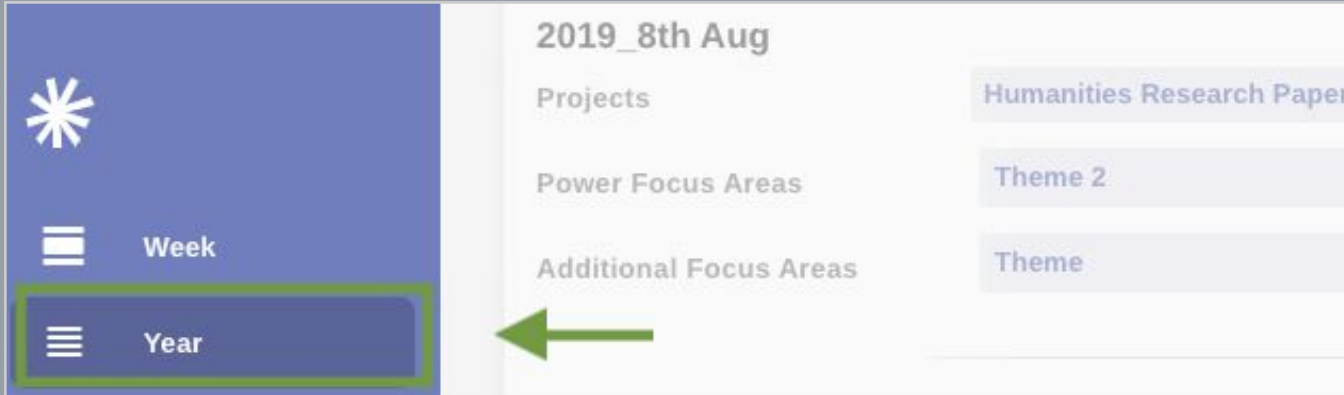 2019_8th Aug
Projects
Humanities Research Paper
Power Focus Areas
Theme 2
Additional Focus Areas
Theme
Week
Year